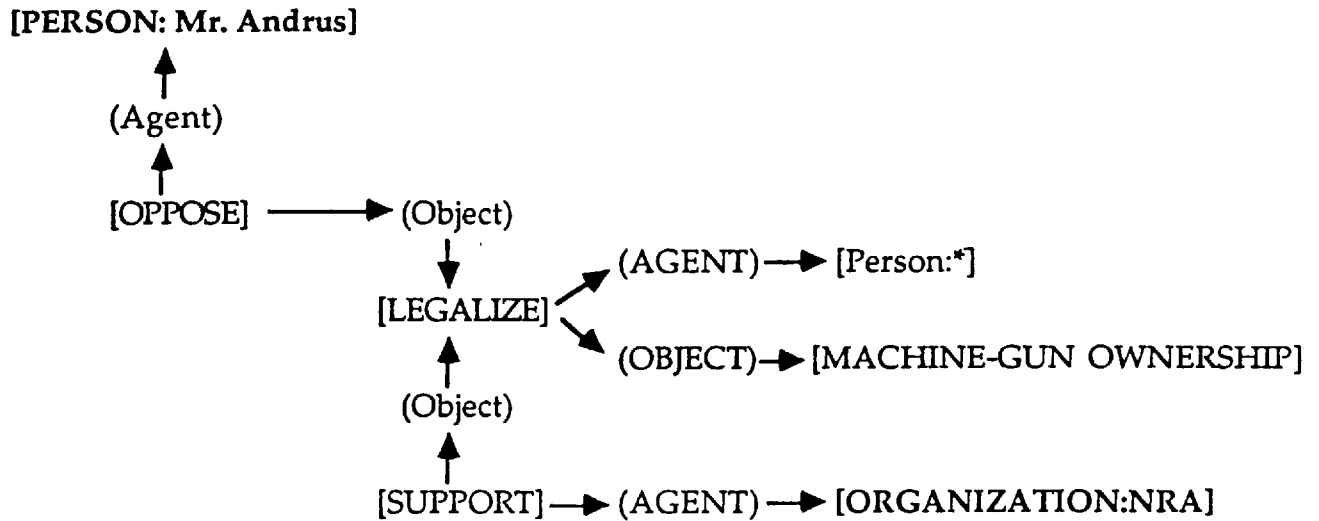 [PERSON: Mr. Andrus]
(Agent)
[OPPOSE] (Object)
(AGENT) [Person:*]
[LEGALIZE]
(OBJECT) [MACHINE-GUN OWNERSHIP]
(Object)
[SUPPORT] (AGENT) [ORGANIZATION:NRA]